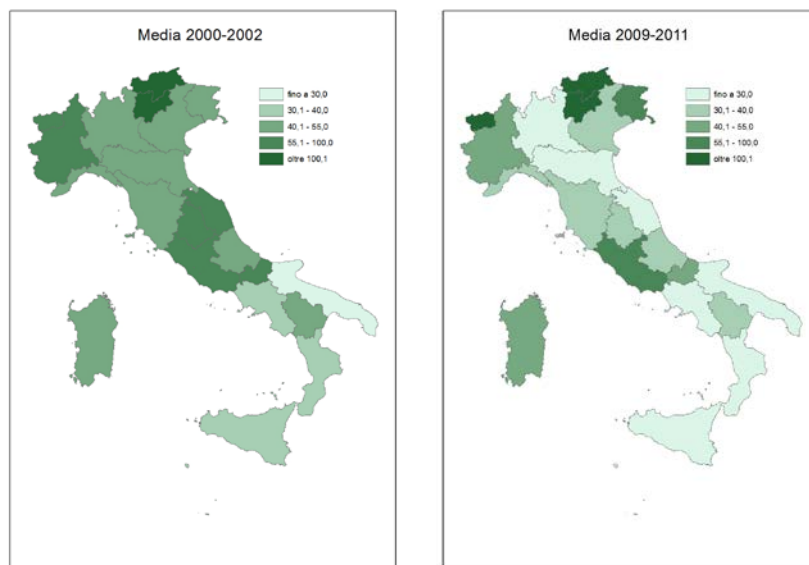 Media 2000-2002
fino a 30,0
30,1 - 40,0
40,1 - 55,0
55,1 - 100,0
oltre 100,1
Media 2009-2011
fino a 30,0
30,1 - 40,0
40,1 - 55,0
55,1 - 100,0
oltre 100,1